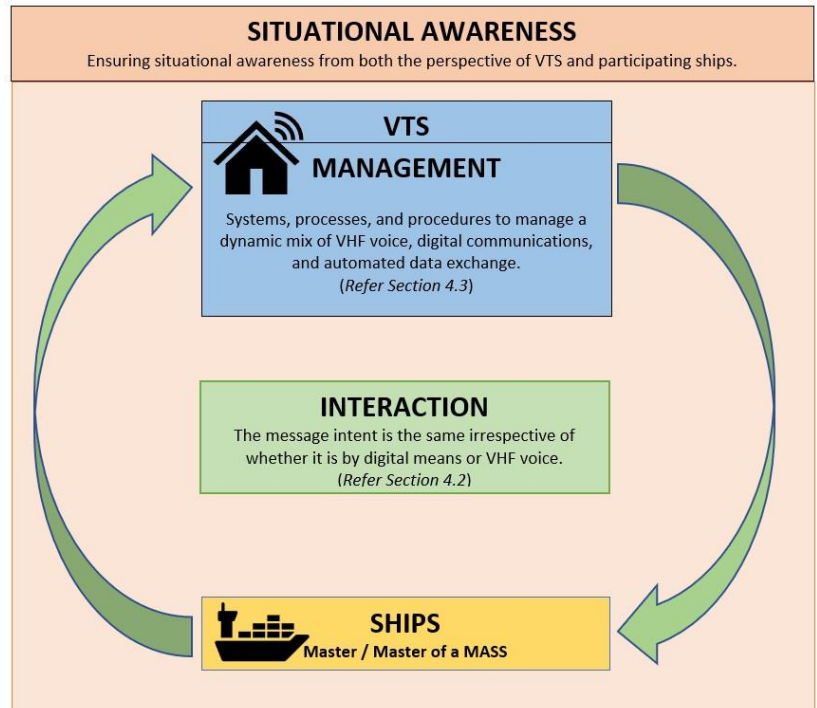 SITUATIONAL AWARENESS
Ensuring situational awareness from both the perspective of VTS and participating ships.
VTS
MANAGEMENT
Systems, processes, and procedures to manage a
dynamic mix of VHF voice, digital communications,
and automated data exchange.
(Refer Section 4.3)
INTERACTION
The message intent is the same irrespective of
whether it is by digital means or VHF voice.
(Refer Section 4.2)
SHIPS
Master / Master of a MASS